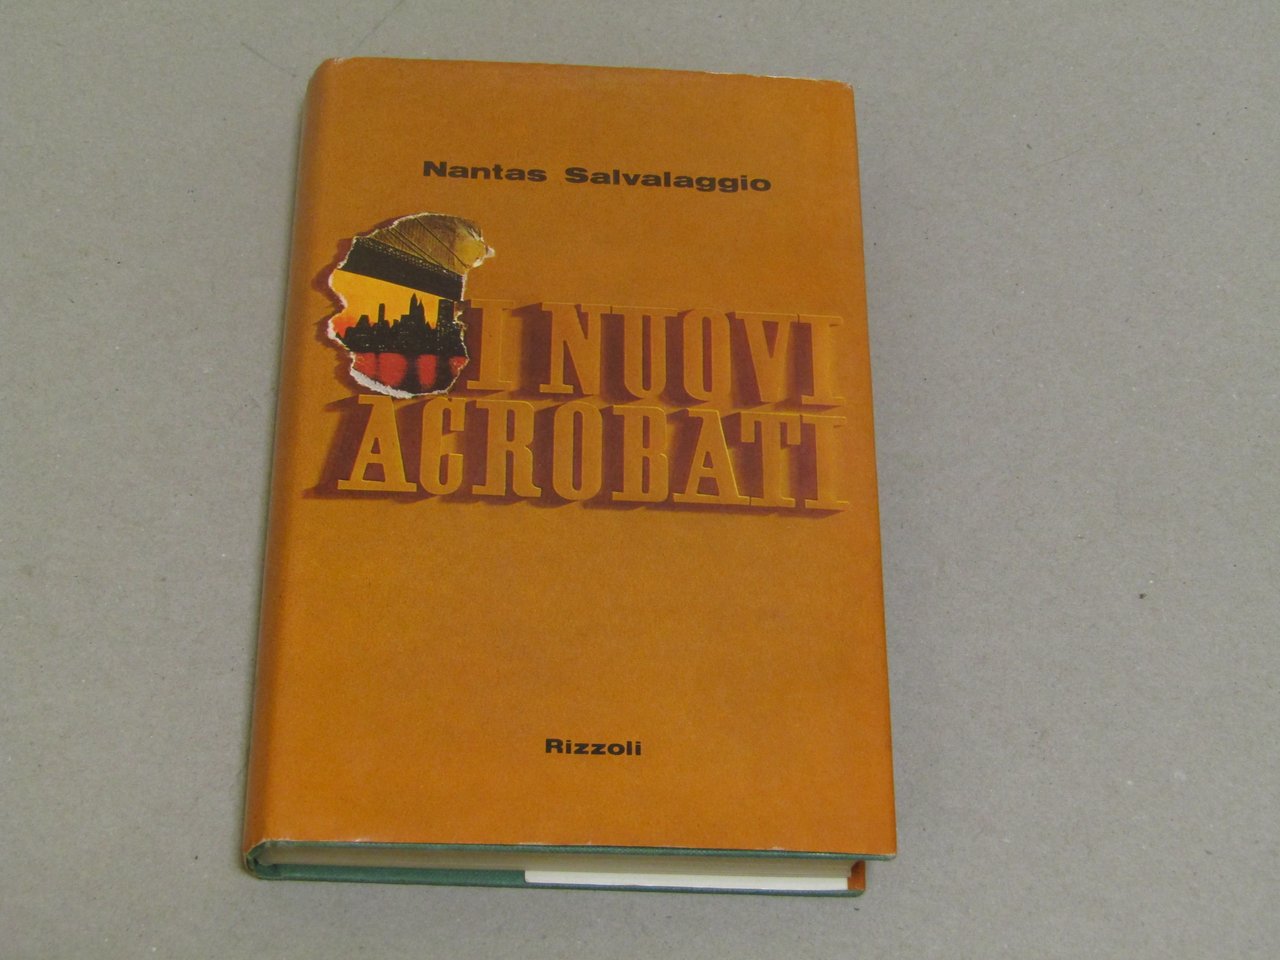 Nantas Salvalaggio
I NUOVI
ACROBATI
Rizzoli